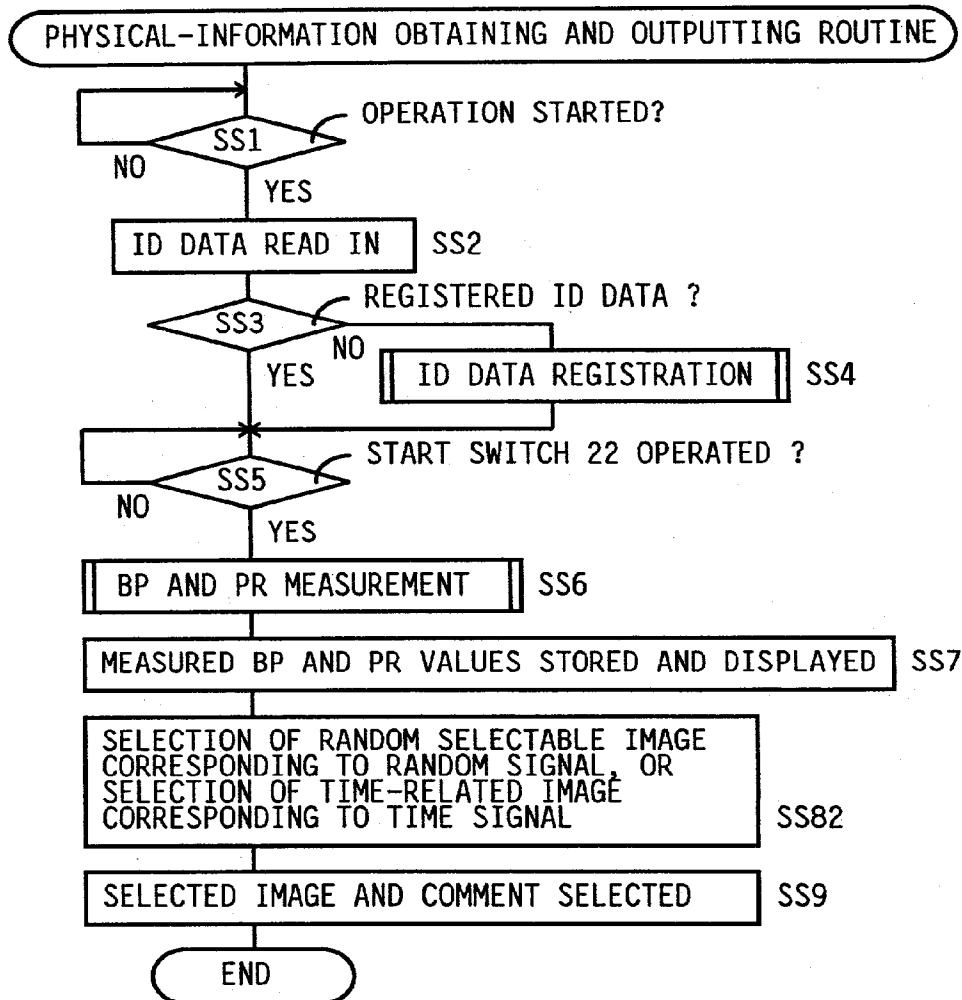 PHYSICAL-INFORMATION OBTAINING AND OUTPUTTING ROUTINE
OPERATION STARTED?
SS1
NO
YES
ID DATA READ IN SS2
REGISTERED ID DATA ?
SS3
NO
YES
ID DATA REGISTRATION SS4
START SWITCH 22 OPERATED ?
SS5
NO
YES
BP AND PR MEASUREMENT SS6
MEASURED BP AND PR VALUES STORED AND DISPLAYED SS7
SELECTION OF RANDOM SELECTABLE IMAGE
CORRESPONDING TO RANDOM SIGNAL, OR
SELECTION OF TIME-RELATED IMAGE
CORRESPONDING TO TIME SIGNAL SS82
SELECTED IMAGE AND COMMENT SELECTED SS9
END